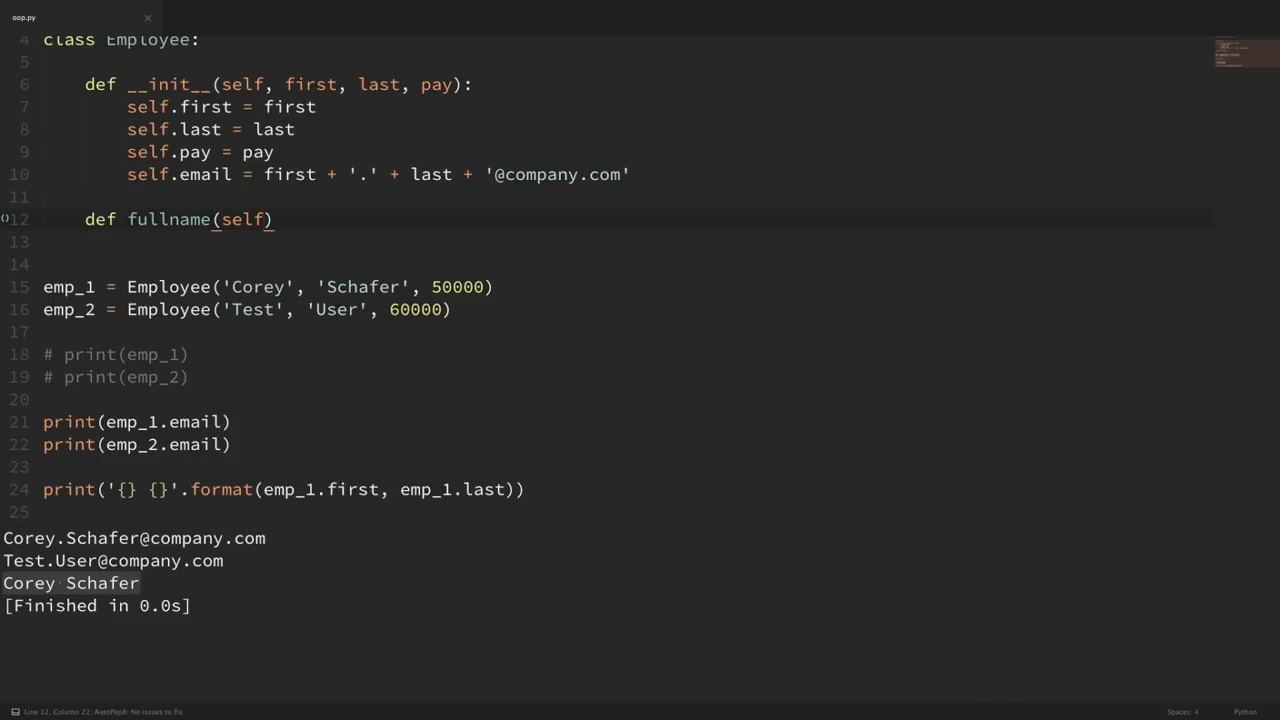 oop.py
4 class Employee:
5
6 def __init__(self, first, last, pay):
7 self.first = first
8 self.last = last
9 self.pay = pay
10 self.email = first + '.' + last + '@company.com'
11
12 def fullname(self)
13
14
15 emp_1 = Employee('Corey', 'Schafer', 50000)
16 emp_2 = Employee('Test', 'User', 60000)
17
18 # print(emp_1)
19 # print(emp_2)
20
21 print(emp_1.email)
22 print(emp_2.email)
23
24 print('{} {}'.format(emp_1.first, emp_1.last))
25
Corey.Schafer@company.com
Test.User@company.com
Corey Schafer
[Finished in 0.0s]
Line 12, Column 22; AutoPep8: No issues to fix. Spaces: 4 Python